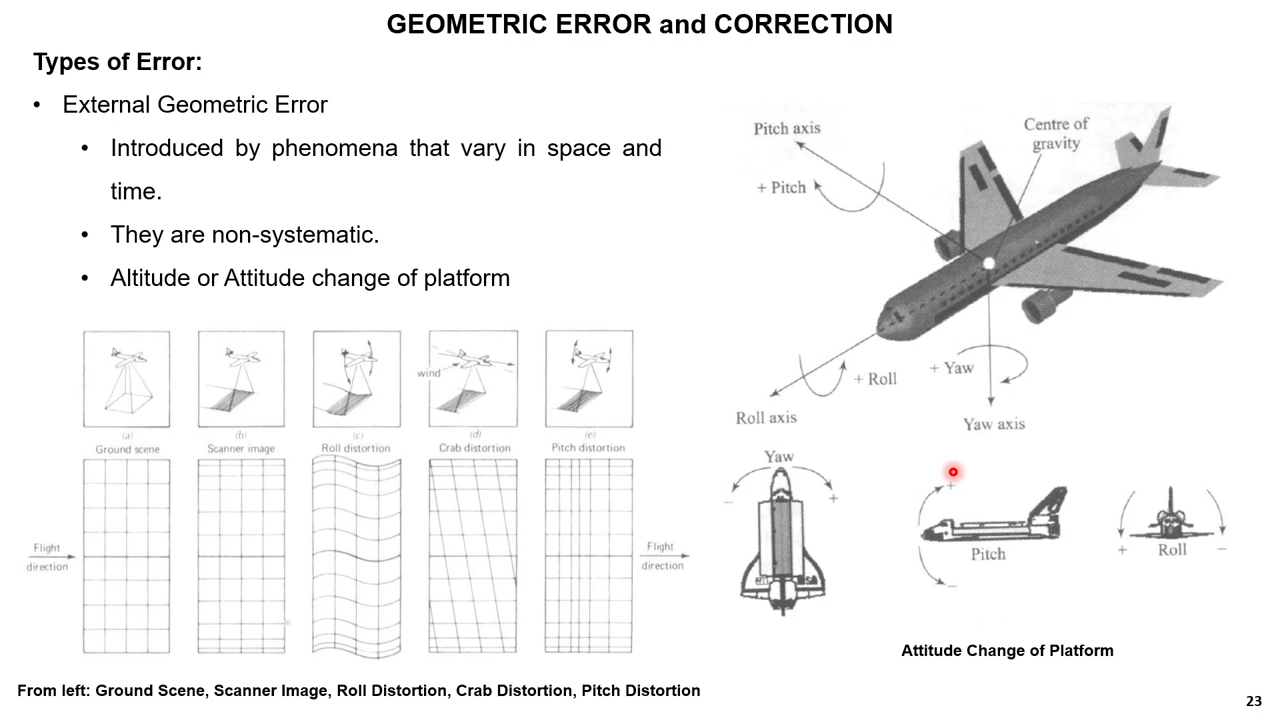 GEOMETRIC ERROR and CORRECTION
Types of Error:
• External Geometric Error
• Introduced by phenomena that vary in space and
time.
• They are non-systematic.
• Altitude or Attitude change of platform
Pitch axis
Centre of
gravity
+ Pitch
+ Roll
+ Yaw
Roll axis
Yaw axis
wind
(a)
(b)
(c)
(d)
(e)
Ground scene
Scanner image
Roll distortion
Crab distortion
Pitch distortion
Flight
direction
Flight
direction
Yaw
− +
+
Pitch
−
+ Roll −
Attitude Change of Platform
From left: Ground Scene, Scanner Image, Roll Distortion, Crab Distortion, Pitch Distortion
23